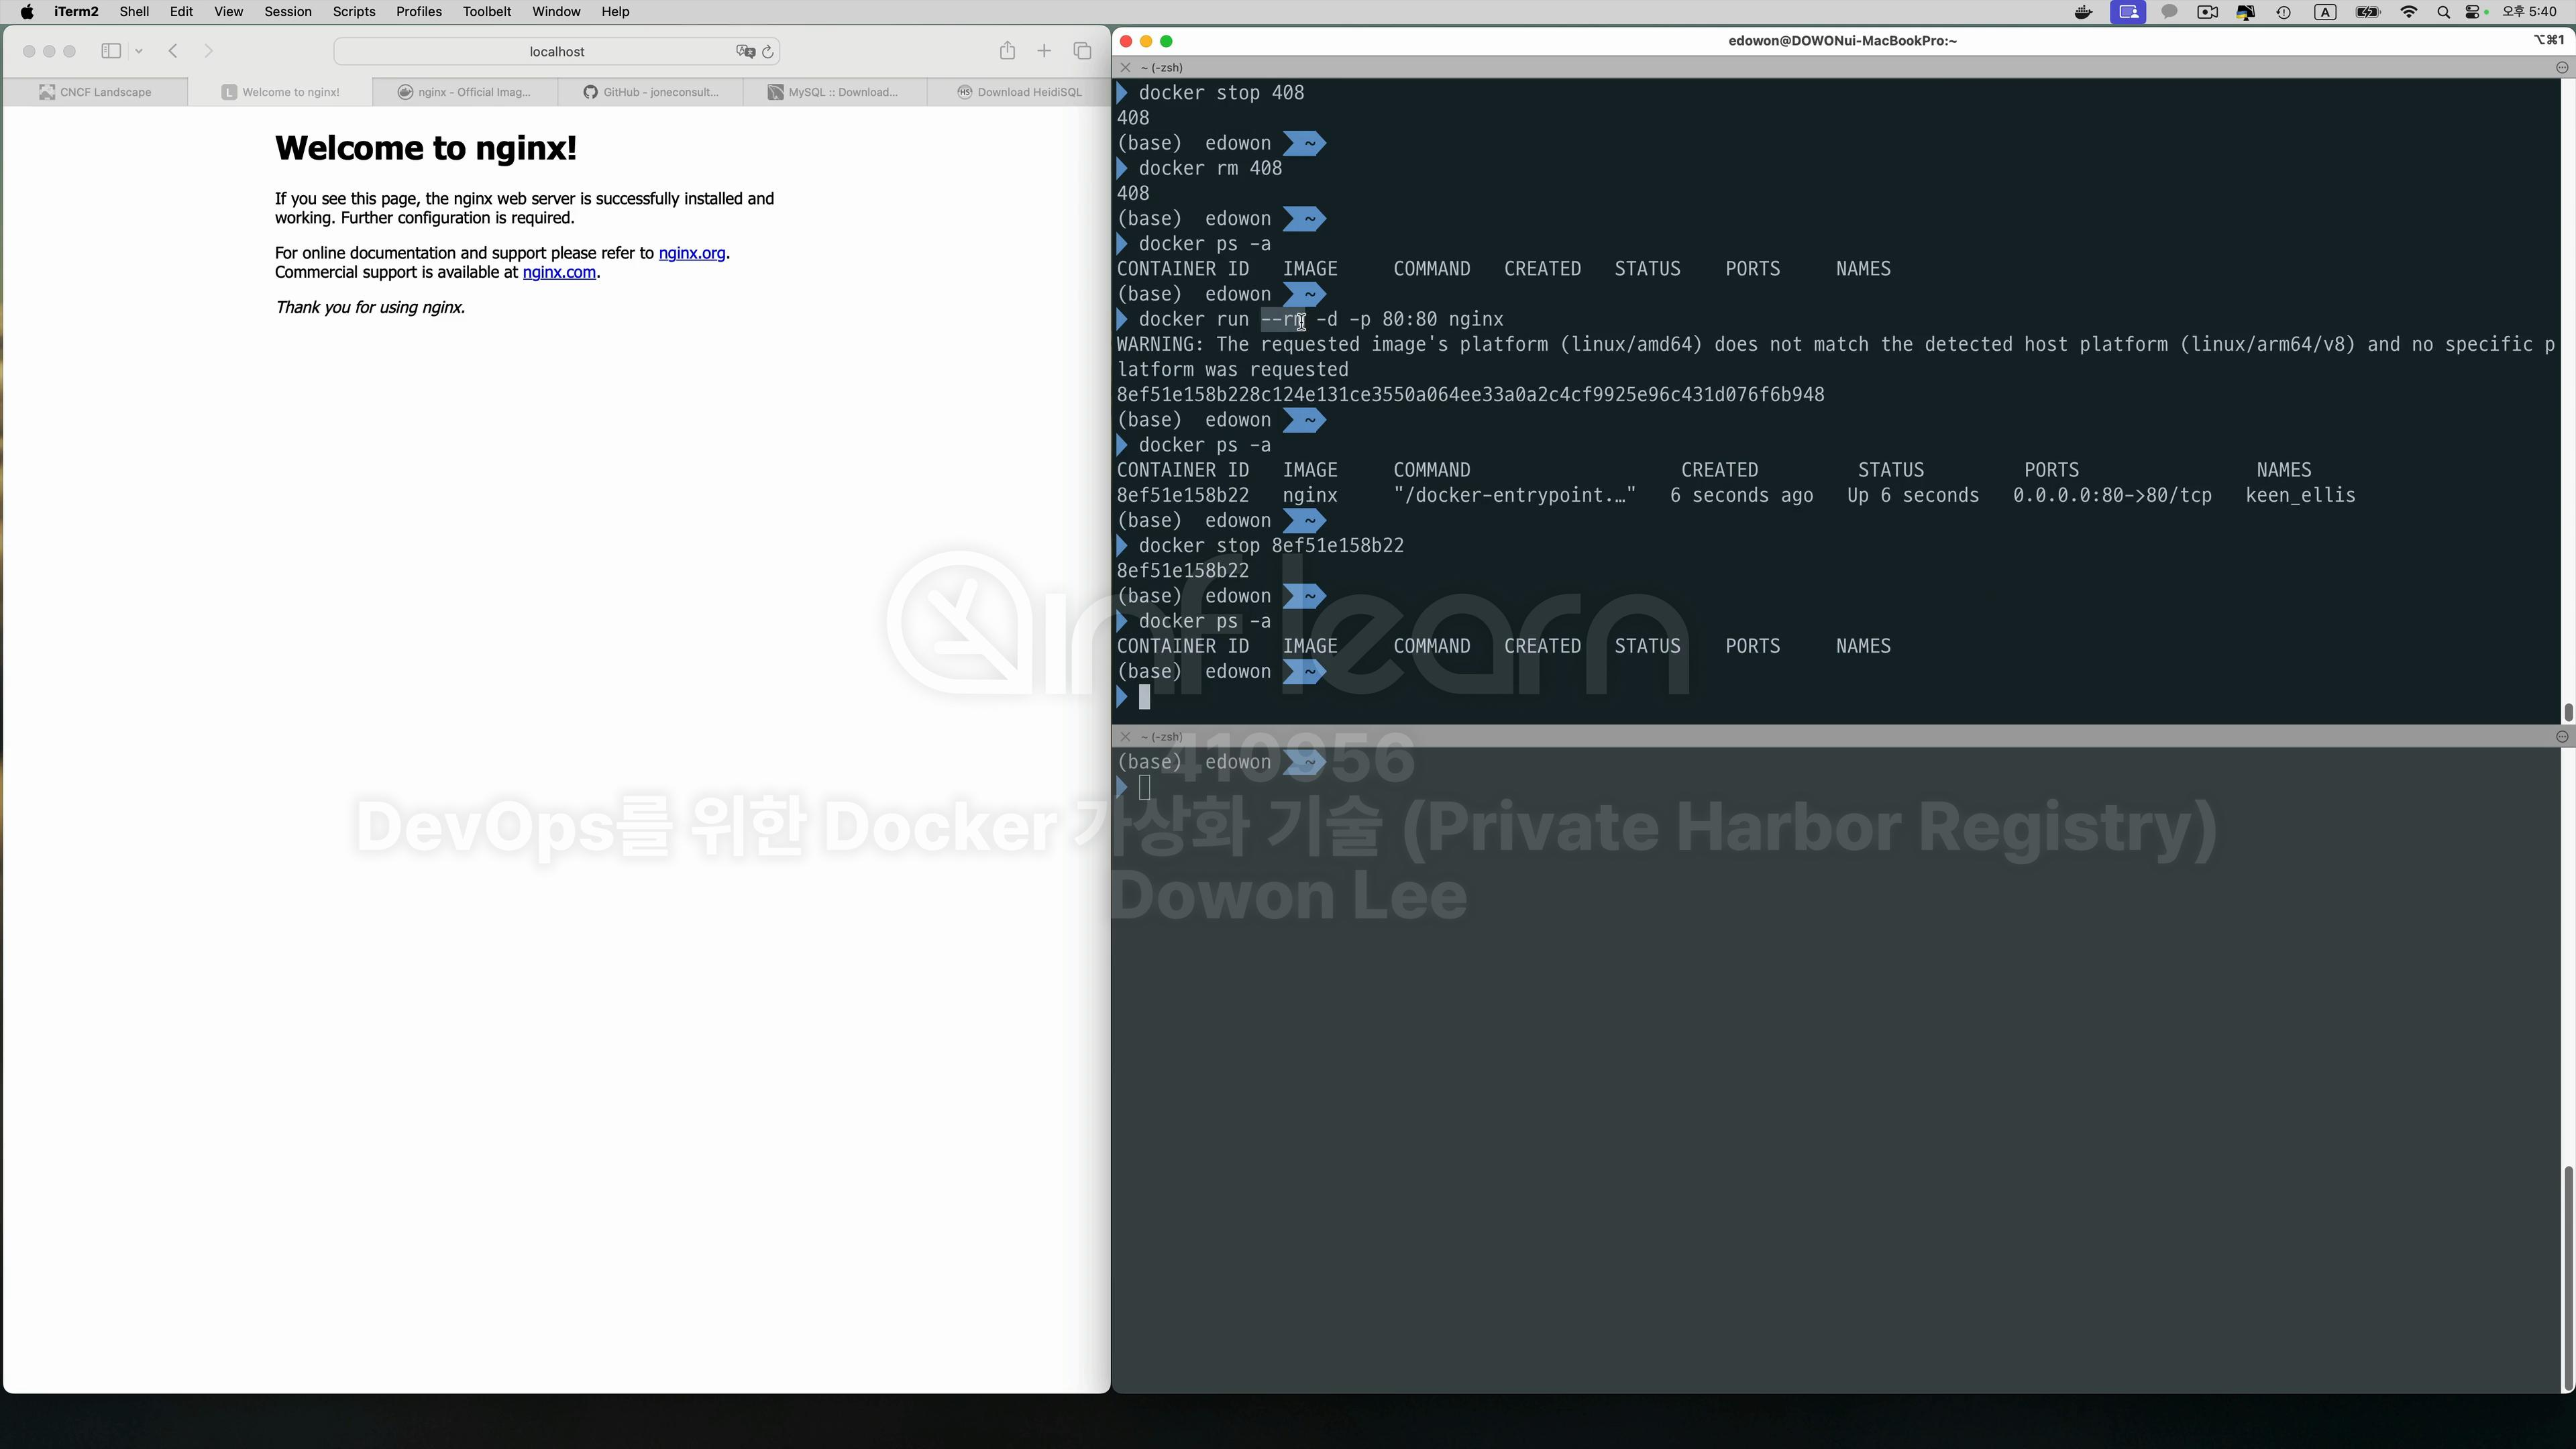 iTerm2 Shell Edit View Session Scripts Profiles Toolbelt Window Help
A 오후 5:40
localhost
CNCF Landscape
L Welcome to nginx!
nginx - Official Imag...
GitHub - joneconsult...
MySQL :: Download...
HS Download HeidiSQL
Welcome to nginx!
If you see this page, the nginx web server is successfully installed and
working. Further configuration is required.
For online documentation and support please refer to nginx.org.
Commercial support is available at nginx.com.
Thank you for using nginx.
edowon@DOWONui-MacBookPro:~
⌥⌘1
~ (-zsh)
docker stop 408
408
(base) edowon ~
docker rm 408
408
(base) edowon ~
docker ps -a
CONTAINER ID IMAGE COMMAND CREATED STATUS PORTS NAMES
(base) edowon ~
docker run --rm -d -p 80:80 nginx
WARNING: The requested image's platform (linux/amd64) does not match the detected host platform (linux/arm64/v8) and no specific p
latform was requested
8ef51e158b228c124e131ce3550a064ee33a0a2c4cf9925e96c431d076f6b948
(base) edowon ~
docker ps -a
CONTAINER ID IMAGE COMMAND CREATED STATUS PORTS NAMES
8ef51e158b22 nginx "/docker-entrypoint.…" 6 seconds ago Up 6 seconds 0.0.0.0:80->80/tcp keen_ellis
(base) edowon ~
docker stop 8ef51e158b22
8ef51e158b22
(base) edowon ~
docker ps -a
CONTAINER ID IMAGE COMMAND CREATED STATUS PORTS NAMES
(base) edowon ~
inflearn
~ (-zsh)
(base) edowon ~
410956
DevOps를 위한 Docker 가상화 기술 (Private Harbor Registry)
Dowon Lee